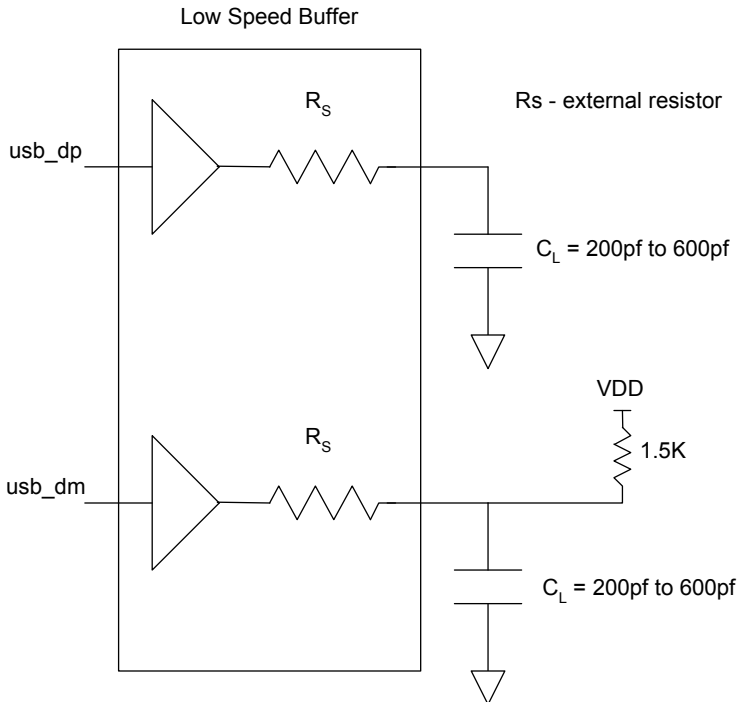 Low Speed Buffer
R_S
Rs - external resistor
usb_dp
C_L = 200pf to 600pf
VDD
R_S
1.5K
usb_dm
C_L = 200pf to 600pf